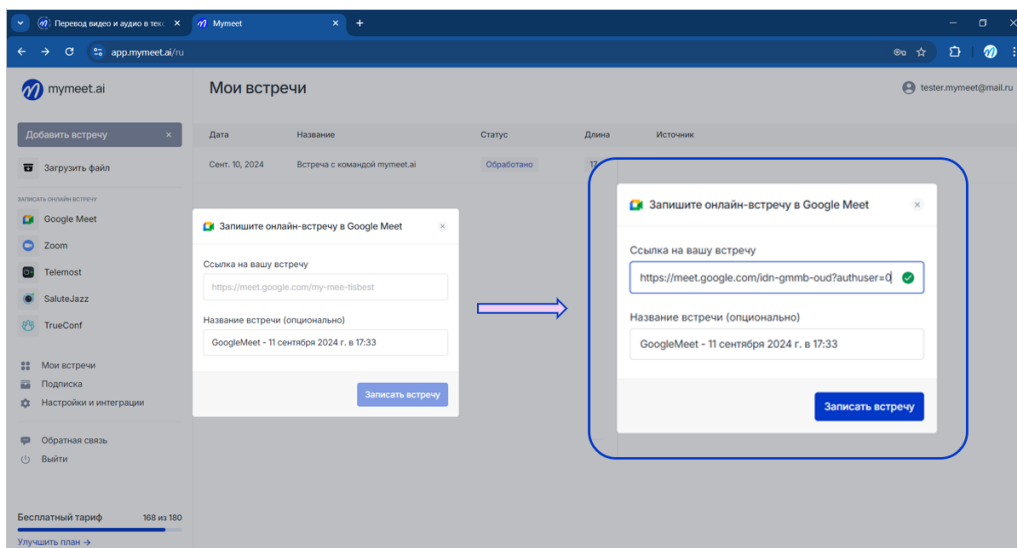 Перевод видео и аудио в текс
Mymeet
app.mymeet.ai/ru
mymeet.ai
Мои встречи
tester.mymeet@mail.ru
Добавить встречу
Дата Название Статус Длина Источник
Загрузить файл
Сент. 10, 2024 Встреча с командой mymeet.ai Обработано
ЗАПИСАТЬ ОНЛАЙН-ВСТРЕЧУ
Google Meet
Zoom
Telemost
SaluteJazz
TrueConf
Мои встречи
Подписка
Настройки и интеграции
Обратная связь
Выйти
Бесплатный тариф 168 из 180
Улучшить план →
Запишите онлайн-встречу в Google Meet
Ссылка на вашу встречу
https://meet.google.com/my-mee-tisbest
Название встречи (опционально)
GoogleMeet - 11 сентября 2024 г. в 17:33
Записать встречу
Запишите онлайн-встречу в Google Meet
Ссылка на вашу встречу
https://meet.google.com/idn-gmmb-oud?authuser=0
Название встречи (опционально)
GoogleMeet - 11 сентября 2024 г. в 17:33
Записать встречу